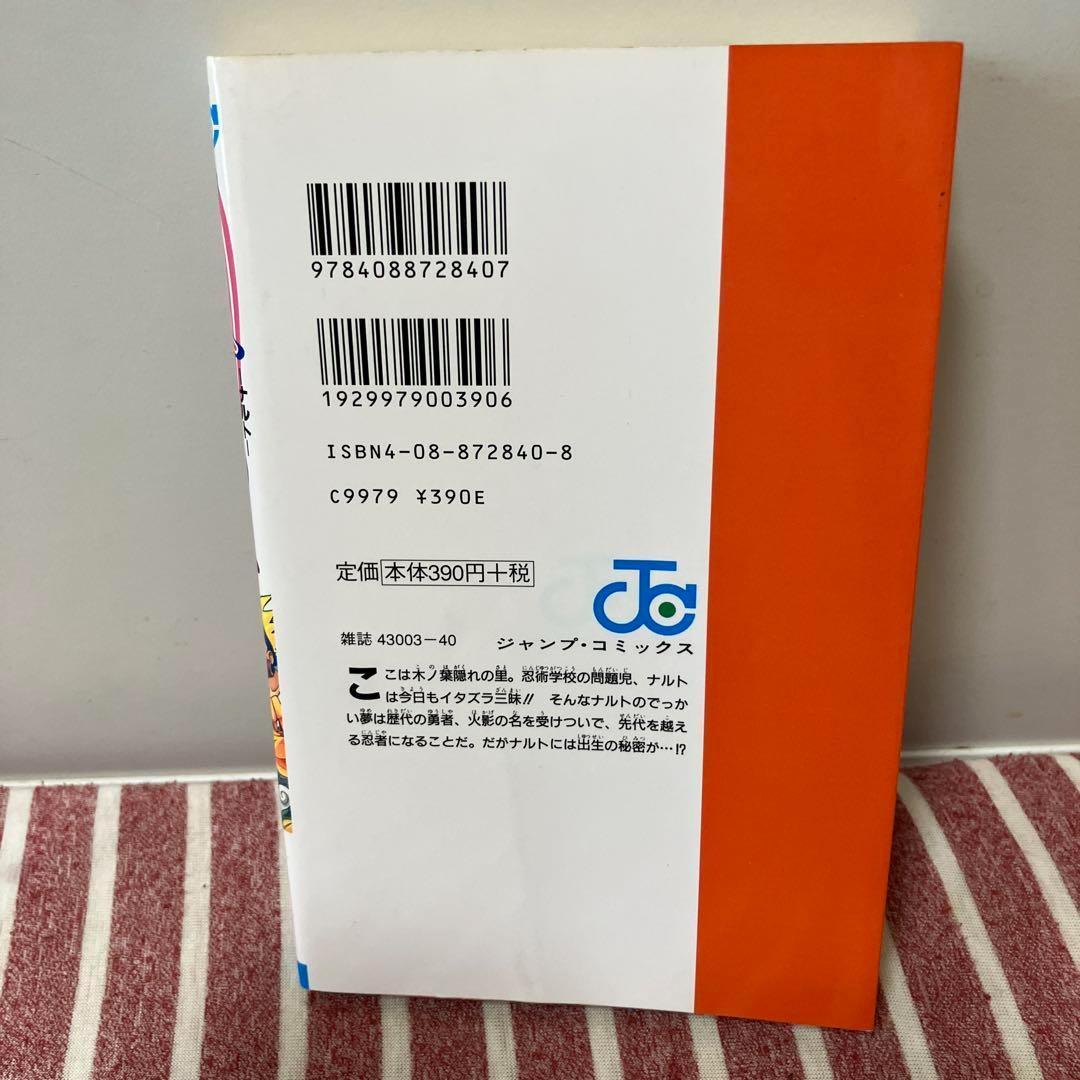 9784088728407
1929979003906
ISBN4-08-872840-8
C9979 ¥390E
定価 本体390円+税
雑誌 43003-40
ジャンプ・コミックス
ここは木ノ葉隠れの里。忍術学校の問題児、ナルト
は今日もイタズラ三昧!! そんなナルトのでっか
い夢は歴代の勇者、火影の名を受けついで、先代を越え
る忍者になることだ。だがナルトには出生の秘密が…!?